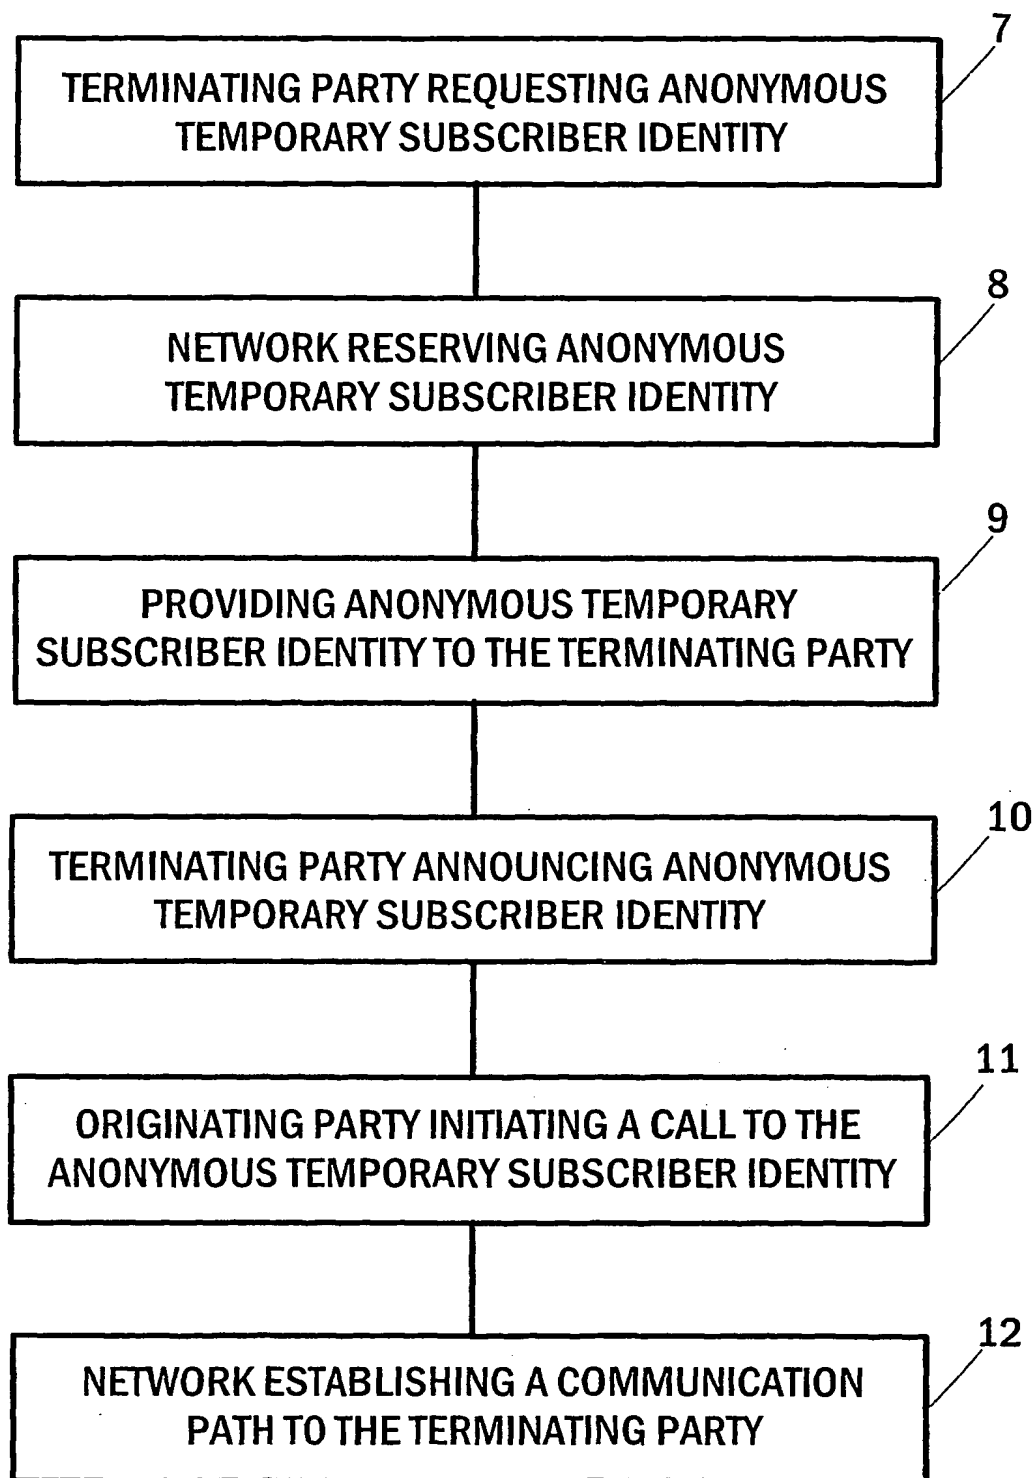 7
TERMINATING PARTY REQUESTING ANONYMOUS
TEMPORARY SUBSCRIBER IDENTITY
8
NETWORK RESERVING ANONYMOUS
TEMPORARY SUBSCRIBER IDENTITY
9
PROVIDING ANONYMOUS TEMPORARY
SUBSCRIBER IDENTITY TO THE TERMINATING PARTY
10
TERMINATING PARTY ANNOUNCING ANONYMOUS
TEMPORARY SUBSCRIBER IDENTITY
11
ORIGINATING PARTY INITIATING A CALL TO THE
ANONYMOUS TEMPORARY SUBSCRIBER IDENTITY
12
NETWORK ESTABLISHING A COMMUNICATION
PATH TO THE TERMINATING PARTY